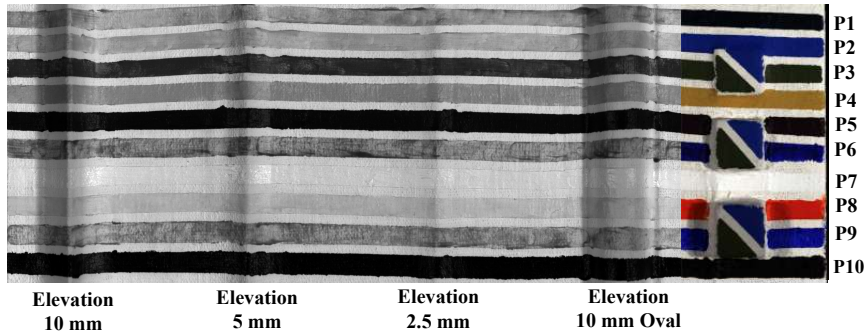 P1
P2
P3
P4
P5
P6
P7
P8
P9
P10
Elevation
10 mm
Elevation
5 mm
Elevation
2.5 mm
Elevation
10 mm Oval